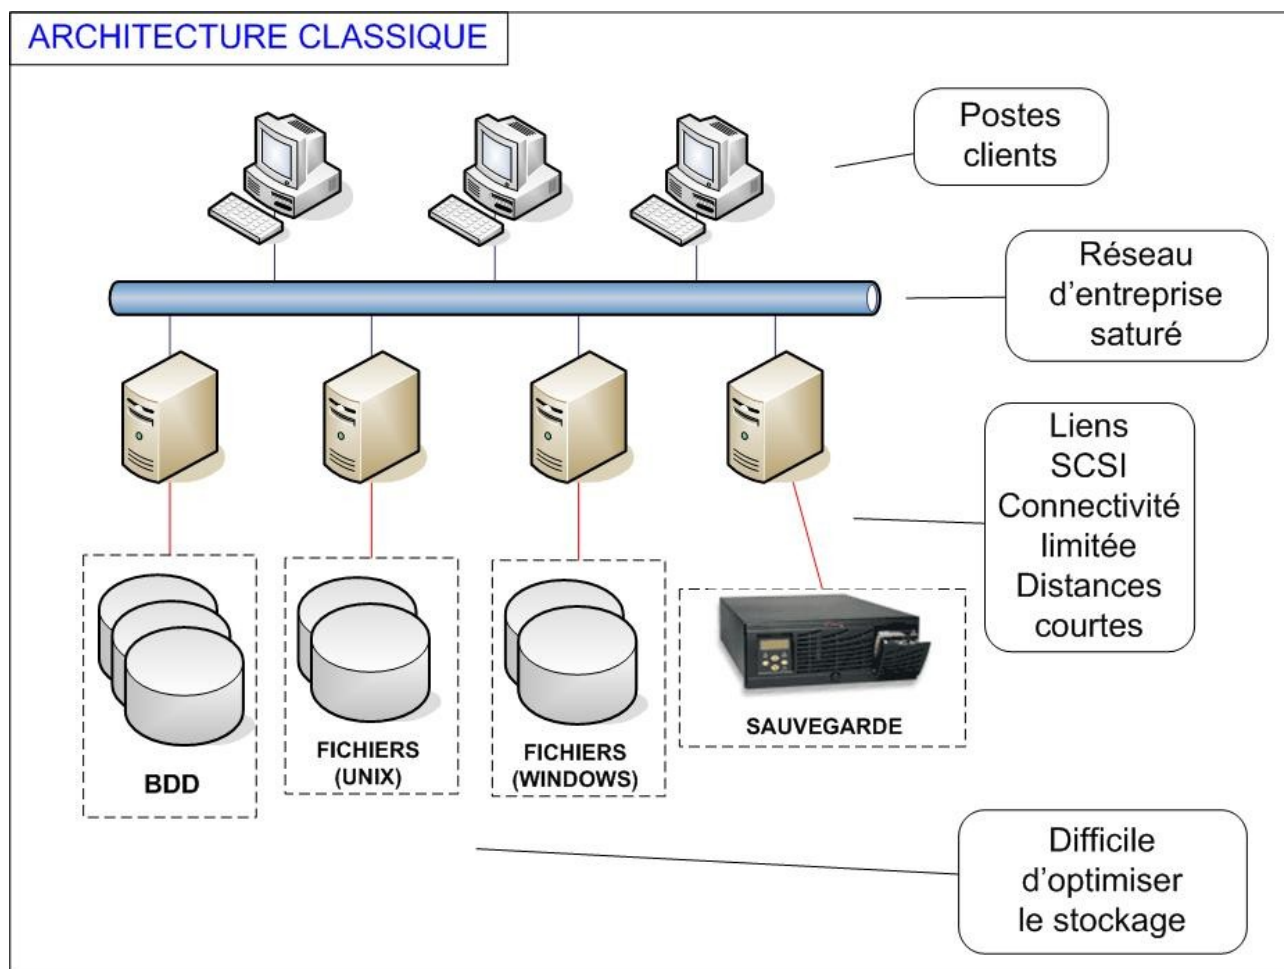 ARCHITECTURE CLASSIQUE
Postes
clients
Réseau
d'entreprise
saturé
Liens
SCSI
Connectivité
limitée
Distances
courtes
BDD
FICHIERS
(UNIX)
FICHIERS
(WINDOWS)
SAUVEGARDE
Difficile
d'optimiser
le stockage